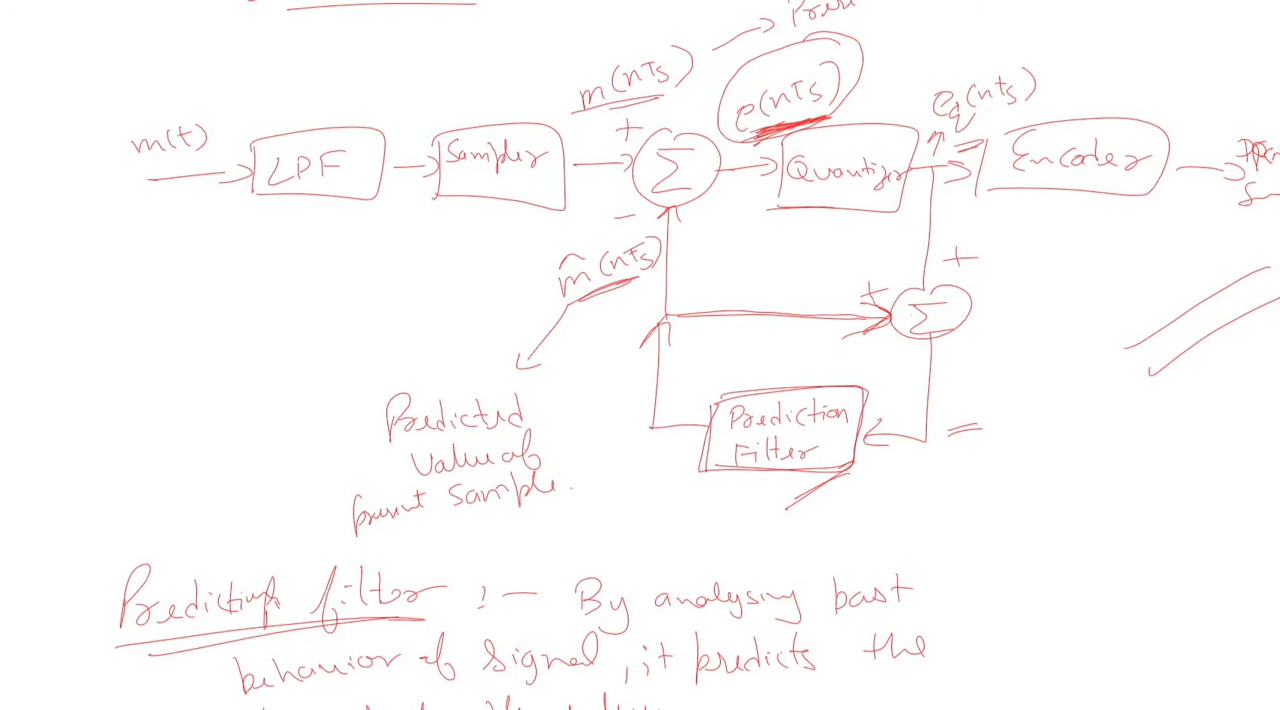 m(nTs)
e(nTs)
eq(nts)
m(t)
LPF
Sampler
+
Σ
Quantizer
Encoder
−
m̂(nTs)
+
+
Σ
Predicted
value of
present sample.
Prediction
Filter
=
Prediction filter :- By analysing past
behavior of signal, it predicts the